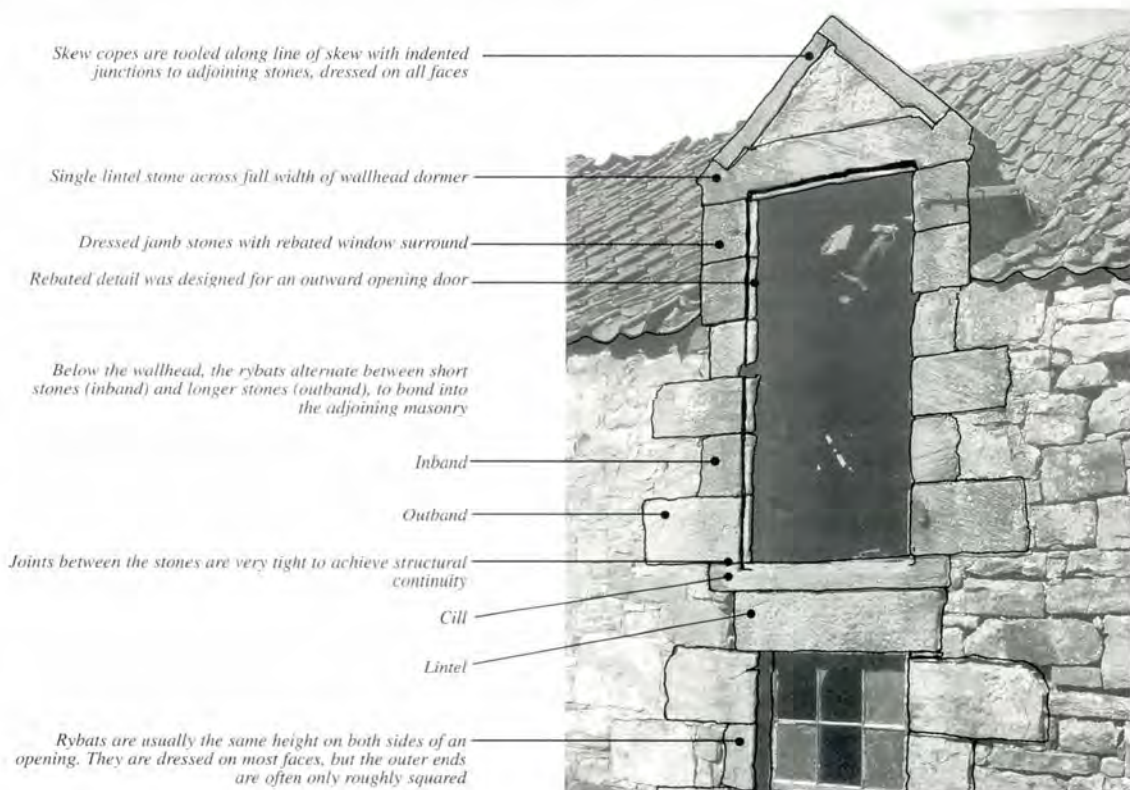 Skew copes are tooled along line of skew with indented
junctions to adjoining stones, dressed on all faces
Single lintel stone across full width of wallhead dormer
Dressed jamb stones with rebated window surround
Rebated detail was designed for an outward opening door
Below the wallhead, the rybats alternate between short
stones (inband) and longer stones (outband), to bond into
the adjoining masonry
Inband
Outband
Joints between the stones are very tight to achieve structural
continuity
Cill
Lintel
Rybats are usually the same height on both sides of an
opening. They are dressed on most faces, but the outer ends
are often only roughly squared